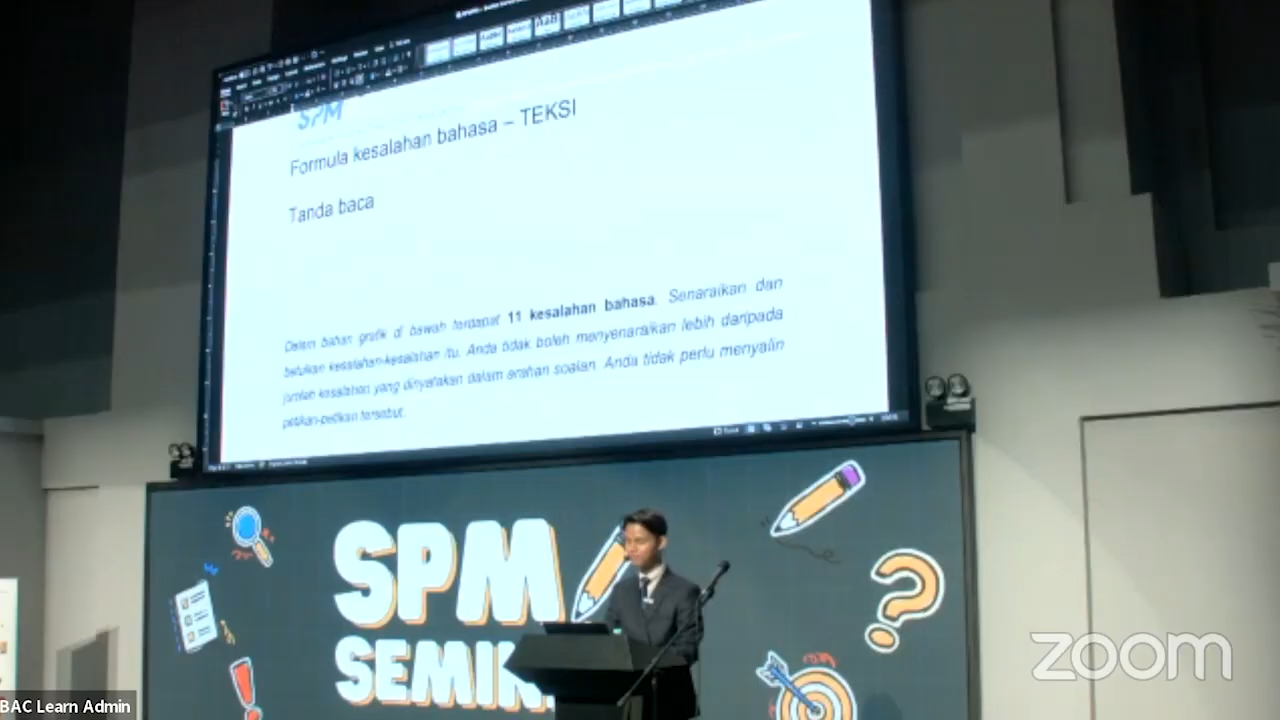 SPM
Formula kesalahan bahasa – TEKSI
Tanda baca
Dalam bahan grafik di bawah terdapat 11 kesalahan bahasa. Senaraikan dan
betulkan kesalahan-kesalahan itu. Anda tidak boleh menyenaraikan lebih daripada
jumlah kesalahan yang dinyatakan dalam arahan soalan. Anda tidak perlu menyalin
petikan-petikan tersebut.
SPM
SEMIN
zoom
BAC Learn Admin